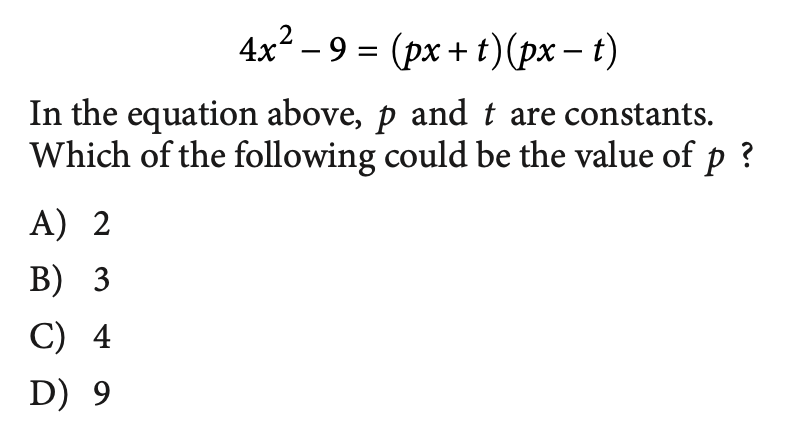 4x² – 9 = (px + t)(px – t)
In the equation above, p and t are constants.
Which of the following could be the value of p ?
A) 2
B) 3
C) 4
D) 9